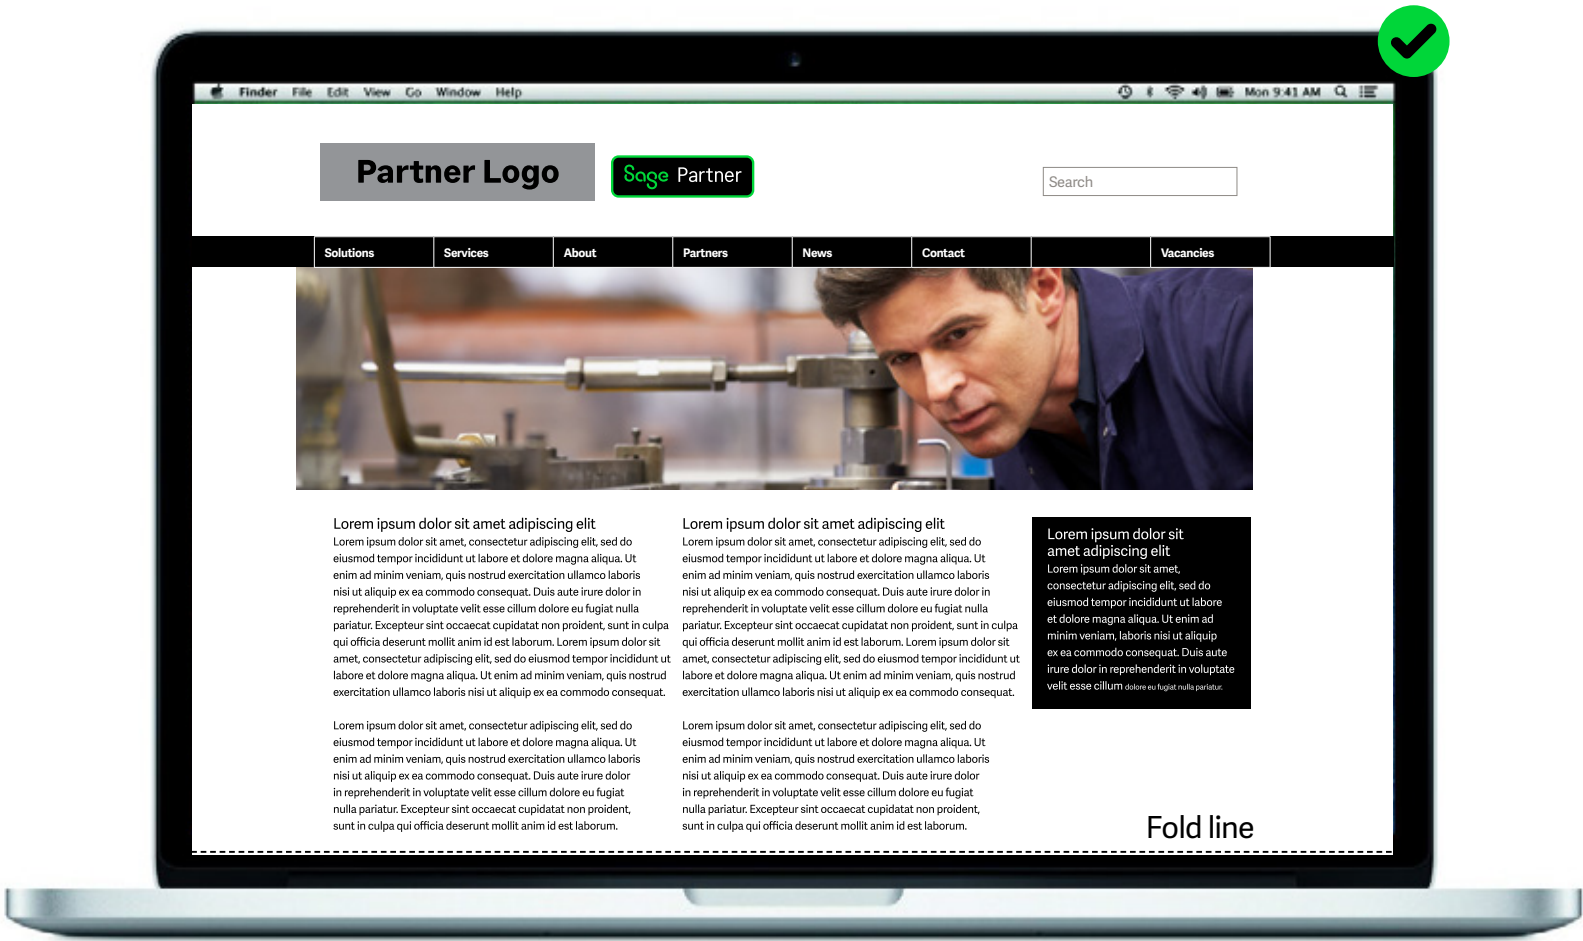 Finder File Edit View Go Window Help Mon 9:41 AM
Partner Logo
Sage Partner
Search
Solutions Services About Partners News Contact Vacancies
Lorem ipsum dolor sit amet adipiscing elit
Lorem ipsum dolor sit amet, consectetur adipiscing elit, sed do
eiusmod tempor incididunt ut labore et dolore magna aliqua. Ut
enim ad minim veniam, quis nostrud exercitation ullamco laboris
nisi ut aliquip ex ea commodo consequat. Duis aute irure dolor in
reprehenderit in voluptate velit esse cillum dolore eu fugiat nulla
pariatur. Excepteur sint occaecat cupidatat non proident, sunt in culpa
qui officia deserunt mollit anim id est laborum. Lorem ipsum dolor sit
amet, consectetur adipiscing elit, sed do eiusmod tempor incididunt ut
labore et dolore magna aliqua. Ut enim ad minim veniam, quis nostrud
exercitation ullamco laboris nisi ut aliquip ex ea commodo consequat.
Lorem ipsum dolor sit amet, consectetur adipiscing elit, sed do
eiusmod tempor incididunt ut labore et dolore magna aliqua. Ut
enim ad minim veniam, quis nostrud exercitation ullamco laboris
nisi ut aliquip ex ea commodo consequat. Duis aute irure dolor
in reprehenderit in voluptate velit esse cillum dolore eu fugiat
nulla pariatur. Excepteur sint occaecat cupidatat non proident,
sunt in culpa qui officia deserunt mollit anim id est laborum.
Lorem ipsum dolor sit amet adipiscing elit
Lorem ipsum dolor sit amet, consectetur adipiscing elit, sed do
eiusmod tempor incididunt ut labore et dolore magna aliqua. Ut
enim ad minim veniam, quis nostrud exercitation ullamco laboris
nisi ut aliquip ex ea commodo consequat. Duis aute irure dolor in
reprehenderit in voluptate velit esse cillum dolore eu fugiat nulla
pariatur. Excepteur sint occaecat cupidatat non proident, sunt in culpa
qui officia deserunt mollit anim id est laborum. Lorem ipsum dolor sit
amet, consectetur adipiscing elit, sed do eiusmod tempor incididunt ut
labore et dolore magna aliqua. Ut enim ad minim veniam, quis nostrud
exercitation ullamco laboris nisi ut aliquip ex ea commodo consequat.
Lorem ipsum dolor sit amet, consectetur adipiscing elit, sed do
eiusmod tempor incididunt ut labore et dolore magna aliqua. Ut
enim ad minim veniam, quis nostrud exercitation ullamco laboris
nisi ut aliquip ex ea commodo consequat. Duis aute irure dolor
in reprehenderit in voluptate velit esse cillum dolore eu fugiat
nulla pariatur. Excepteur sint occaecat cupidatat non proident,
sunt in culpa qui officia deserunt mollit anim id est laborum.
Lorem ipsum dolor sit
amet adipiscing elit
Lorem ipsum dolor sit amet,
consectetur adipiscing elit, sed do
eiusmod tempor incididunt ut labore
et dolore magna aliqua. Ut enim ad
minim veniam, laboris nisi ut aliquip
ex ea commodo consequat. Duis aute
irure dolor in reprehenderit in voluptate
velit esse cillum dolore eu fugiat nulla pariatur.
Fold line